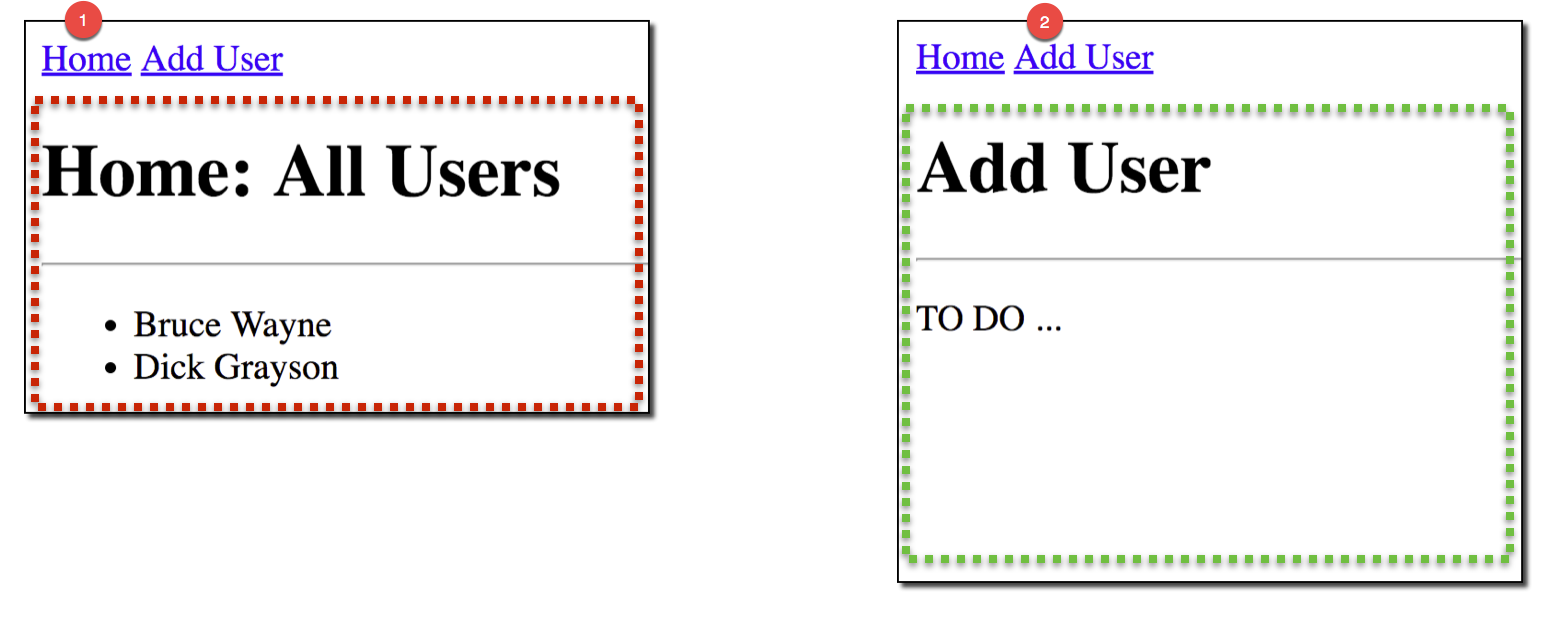 1
Home Add User
Home: All Users
Bruce Wayne
Dick Grayson
2
Home Add User
Add User
TO DO ...